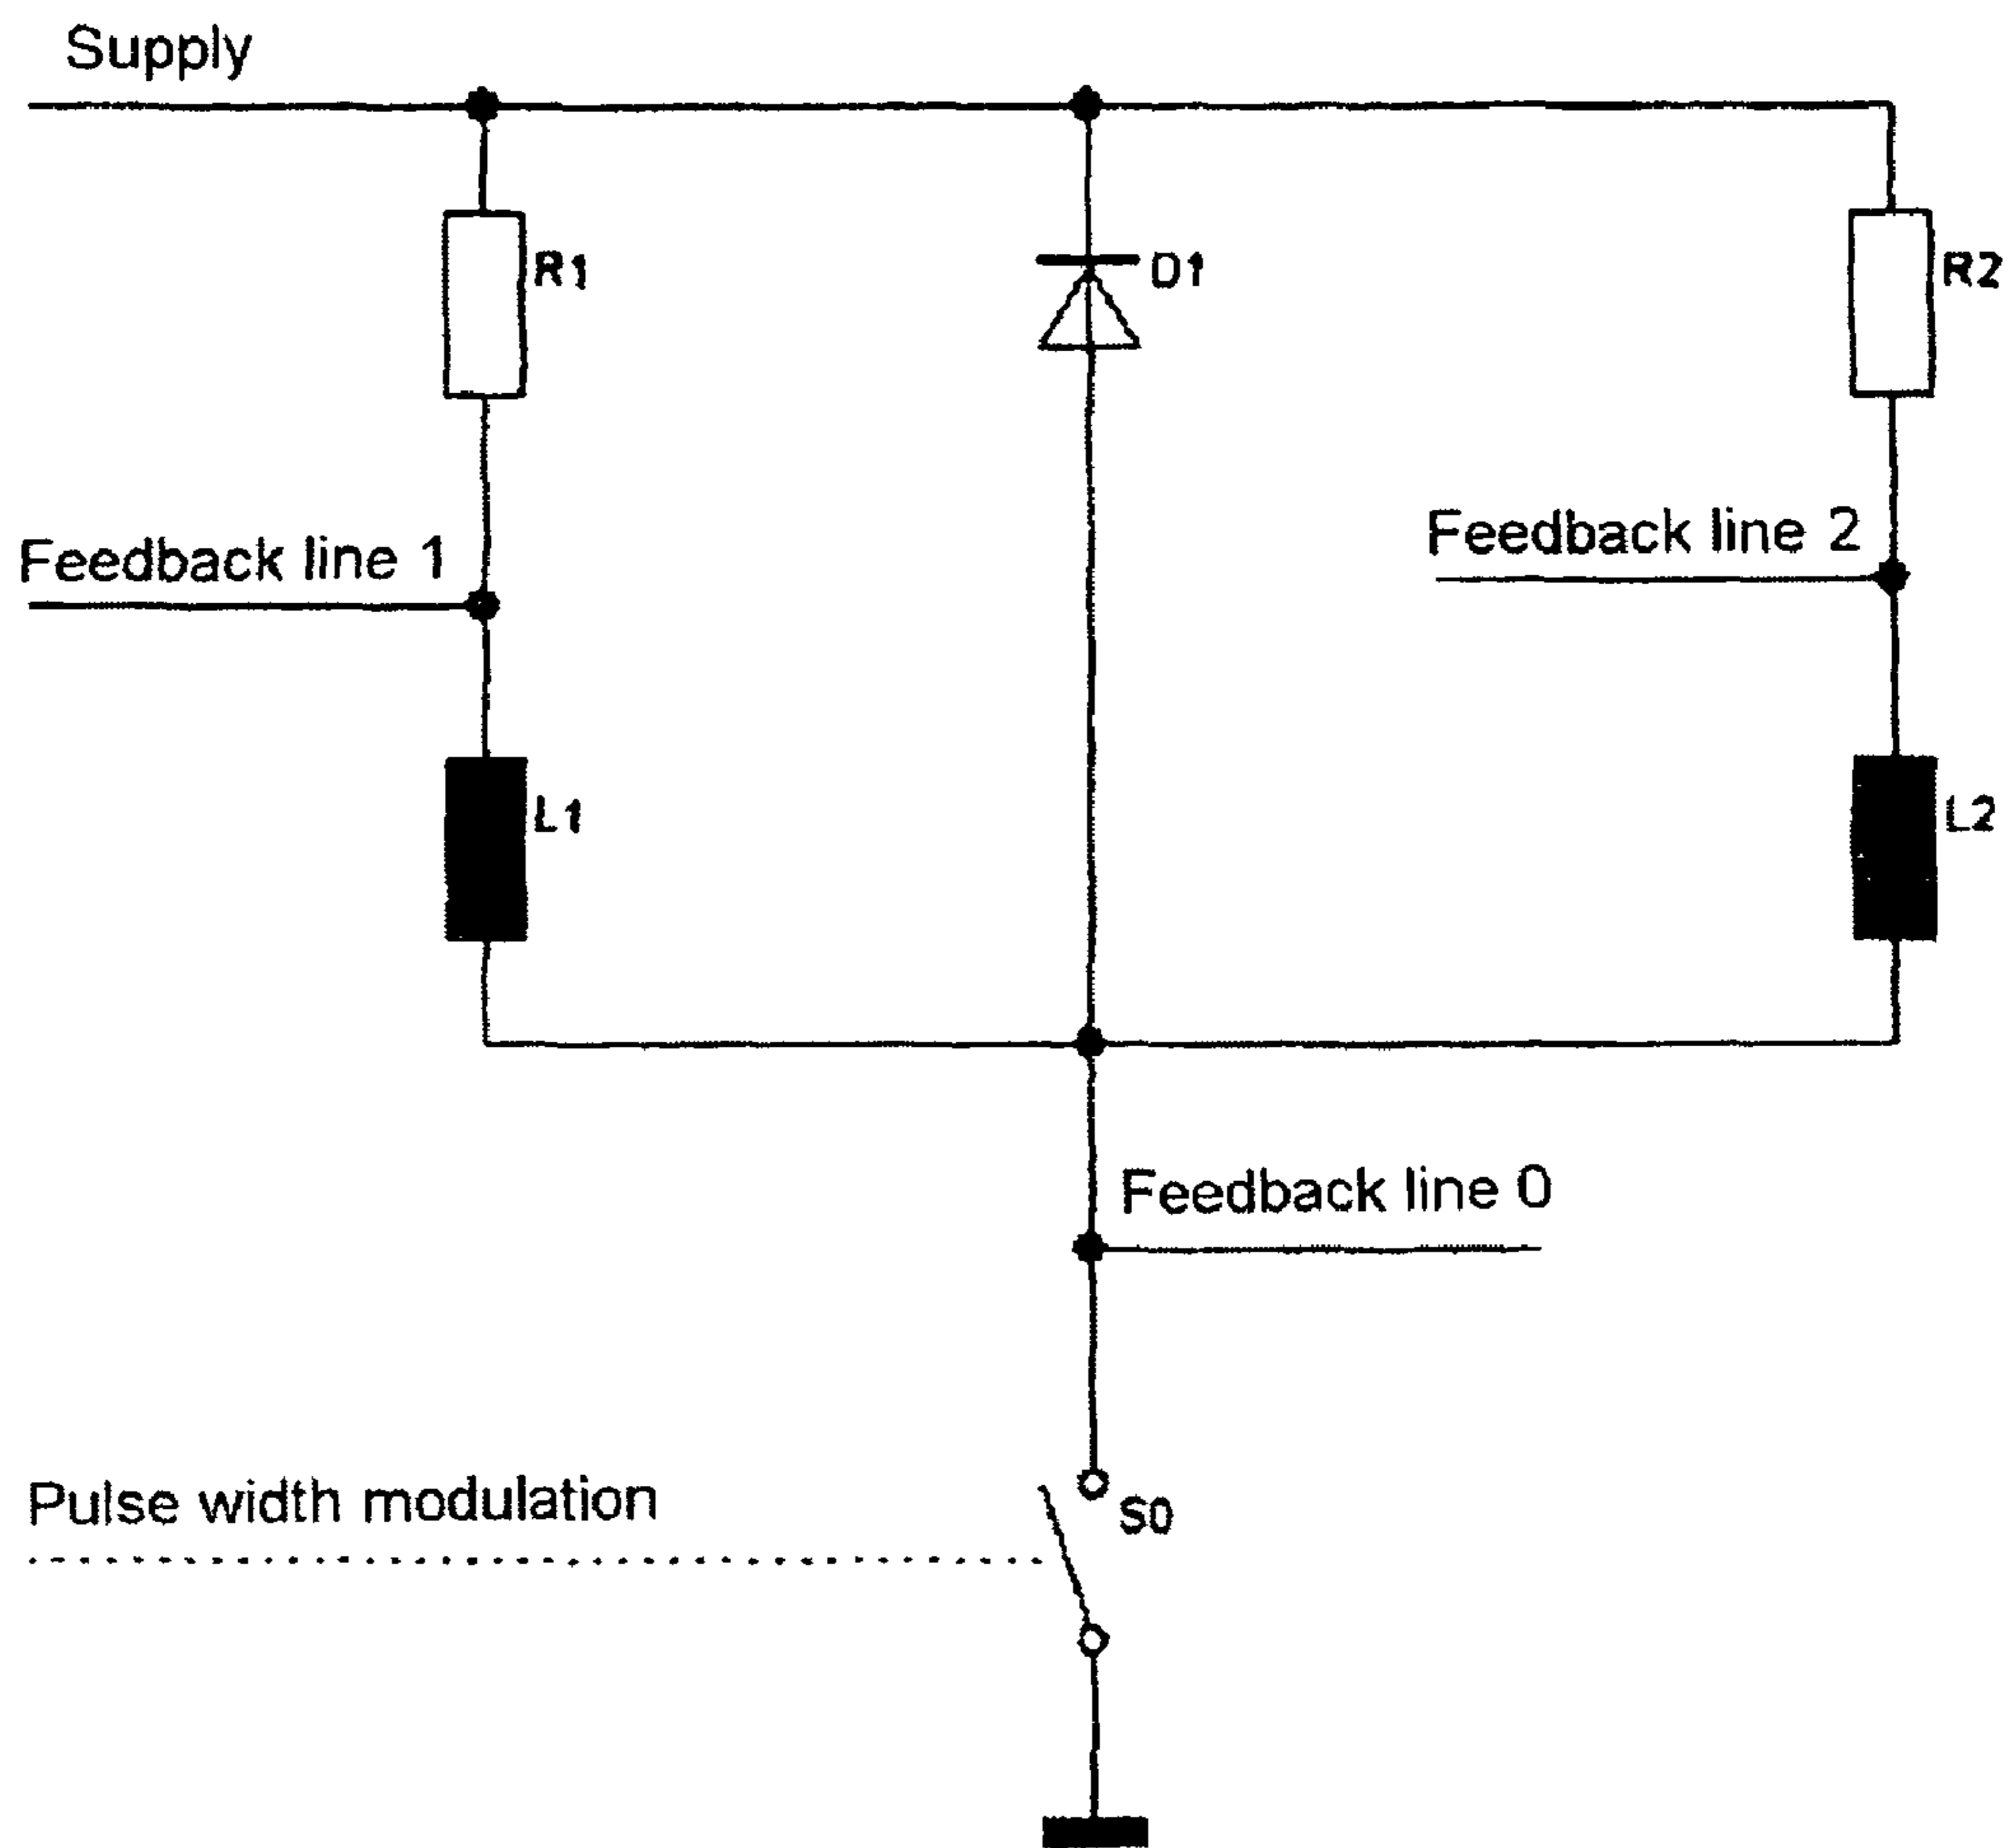 Supply
R1
D1
R2
Feedback line 1
Feedback line 2
L1
L2
Feedback line 0
Pulse width modulation
S0